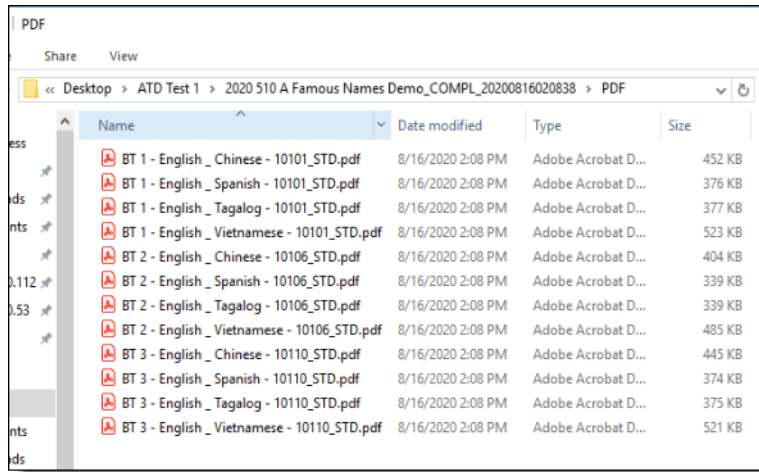 PDF
Share View
« Desktop > ATD Test 1 > 2020 510 A Famous Names Demo_COMPL_20200816020838 > PDF
Name Date modified Type Size
BT 1 - English _ Chinese - 10101_STD.pdf 8/16/2020 2:08 PM Adobe Acrobat D... 452 KB
BT 1 - English _ Spanish - 10101_STD.pdf 8/16/2020 2:08 PM Adobe Acrobat D... 376 KB
BT 1 - English _ Tagalog - 10101_STD.pdf 8/16/2020 2:08 PM Adobe Acrobat D... 377 KB
BT 1 - English _ Vietnamese - 10101_STD.pdf 8/16/2020 2:08 PM Adobe Acrobat D... 523 KB
BT 2 - English _ Chinese - 10106_STD.pdf 8/16/2020 2:08 PM Adobe Acrobat D... 404 KB
BT 2 - English _ Spanish - 10106_STD.pdf 8/16/2020 2:08 PM Adobe Acrobat D... 339 KB
BT 2 - English _ Tagalog - 10106_STD.pdf 8/16/2020 2:08 PM Adobe Acrobat D... 339 KB
BT 2 - English _ Vietnamese - 10106_STD.pdf 8/16/2020 2:08 PM Adobe Acrobat D... 485 KB
BT 3 - English _ Chinese - 10110_STD.pdf 8/16/2020 2:08 PM Adobe Acrobat D... 445 KB
BT 3 - English _ Spanish - 10110_STD.pdf 8/16/2020 2:08 PM Adobe Acrobat D... 374 KB
BT 3 - English _ Tagalog - 10110_STD.pdf 8/16/2020 2:08 PM Adobe Acrobat D... 375 KB
BT 3 - English _ Vietnamese - 10110_STD.pdf 8/16/2020 2:08 PM Adobe Acrobat D... 521 KB